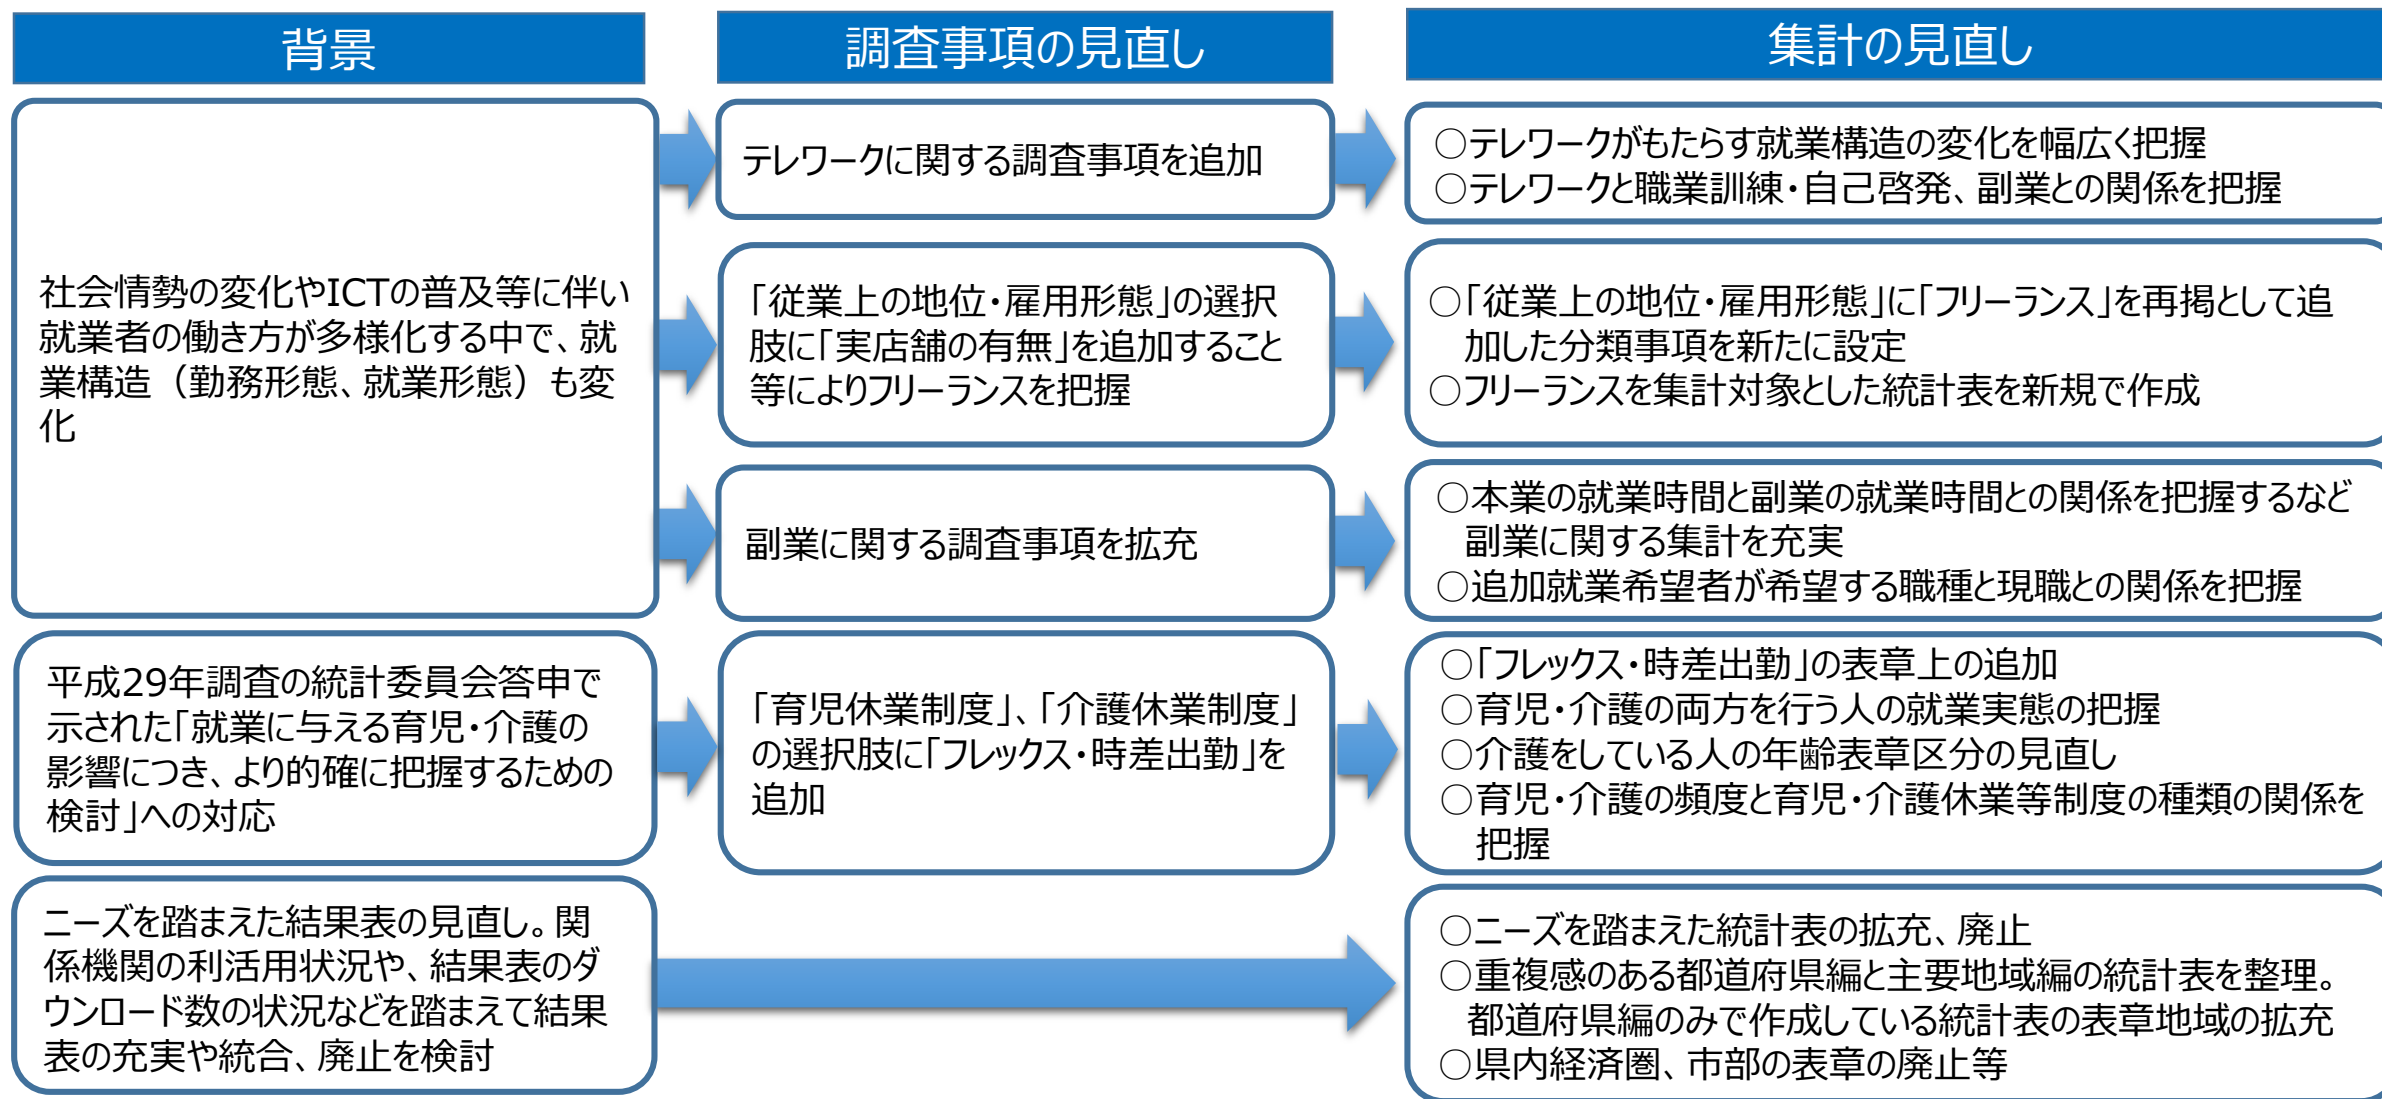 背景
調査事項の見直し
集計の見直し
社会情勢の変化やICTの普及等に伴い
就業者の働き方が多様化する中で、就
業構造（勤務形態、就業形態）も変
化
テレワークに関する調査事項を追加
○テレワークがもたらす就業構造の変化を幅広く把握
○テレワークと職業訓練・自己啓発、副業との関係を把握
「従業上の地位・雇用形態」の選択
肢に「実店舗の有無」を追加すること
等によりフリーランスを把握
○「従業上の地位・雇用形態」に「フリーランス」を再掲として追
加した分類事項を新たに設定
○フリーランスを集計対象とした統計表を新規で作成
副業に関する調査事項を拡充
○本業の就業時間と副業の就業時間との関係を把握するなど
副業に関する集計を充実
○追加就業希望者が希望する職種と現職との関係を把握
平成29年調査の統計委員会答申で
示された「就業に与える育児・介護の
影響につき、より的確に把握するための
検討」への対応
「育児休業制度」、「介護休業制度」
の選択肢に「フレックス・時差出勤」を
追加
○「フレックス・時差出勤」の表章上の追加
○育児・介護の両方を行う人の就業実態の把握
○介護をしている人の年齢表章区分の見直し
○育児・介護の頻度と育児・介護休業等制度の種類の関係を
把握
ニーズを踏まえた結果表の見直し。関
係機関の利活用状況や、結果表のダ
ウンロード数の状況などを踏まえて結果
表の充実や統合、廃止を検討
○ニーズを踏まえた統計表の拡充、廃止
○重複感のある都道府県編と主要地域編の統計表を整理。
都道府県編のみで作成している統計表の表章地域の拡充
○県内経済圏、市部の表章の廃止等